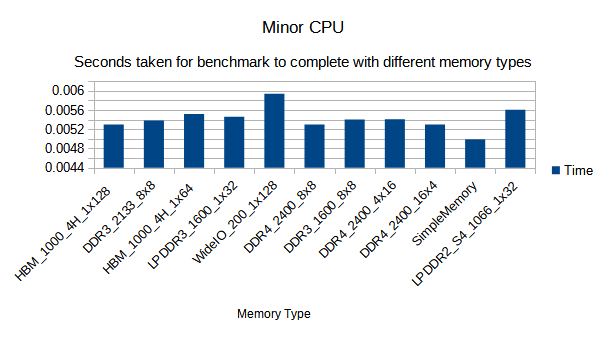 Minor CPU
Seconds taken for benchmark to complete with different memory types
0.006
0.0056
0.0052
0.0048
0.0044
Time
HBM_1000_4H_1x128
DDR3_2133_8x8
HBM_1000_4H_1x64
LPDDR3_1600_1x32
WideIO_200_1x128
DDR4_2400_8x8
DDR3_1600_8x8
DDR4_2400_4x16
DDR4_2400_16x4
SimpleMemory
LPDDR2_S4_1066_1x32
Memory Type